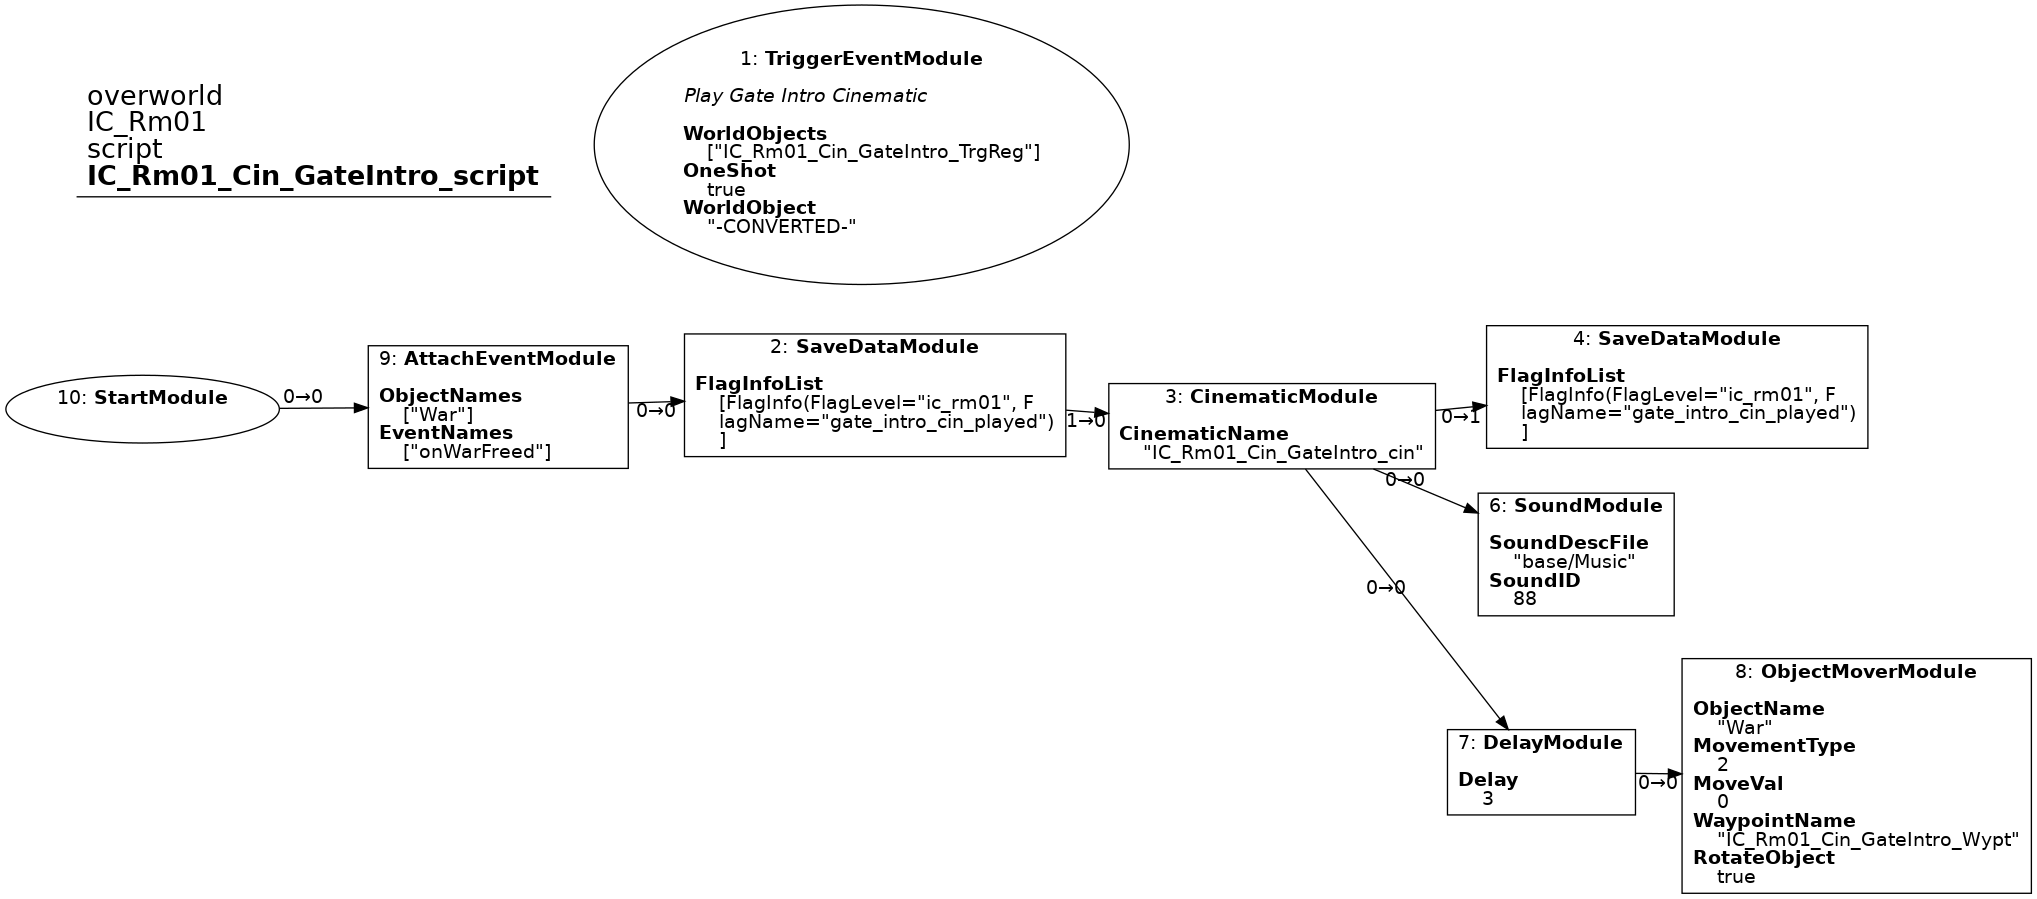 overworld
IC_Rm01
script
IC_Rm01_Cin_GateIntro_script
1: TriggerEventModule
Play Gate Intro Cinematic
WorldObjects
["IC_Rm01_Cin_GateIntro_TrgReg"]
OneShot
true
WorldObject
"-CONVERTED-"
10: StartModule
0→0
9: AttachEventModule
ObjectNames
["War"]
EventNames
["onWarFreed"]
0→0
2: SaveDataModule
FlagInfoList
[FlagInfo(FlagLevel="ic_rm01", F
lagName="gate_intro_cin_played")
]
1→0
3: CinematicModule
CinematicName
"IC_Rm01_Cin_GateIntro_cin"
0→1
4: SaveDataModule
FlagInfoList
[FlagInfo(FlagLevel="ic_rm01", F
lagName="gate_intro_cin_played")
]
0→0
6: SoundModule
SoundDescFile
"base/Music"
SoundID
88
0→0
7: DelayModule
Delay
3
0→0
8: ObjectMoverModule
ObjectName
"War"
MovementType
2
MoveVal
0
WaypointName
"IC_Rm01_Cin_GateIntro_Wypt"
RotateObject
true